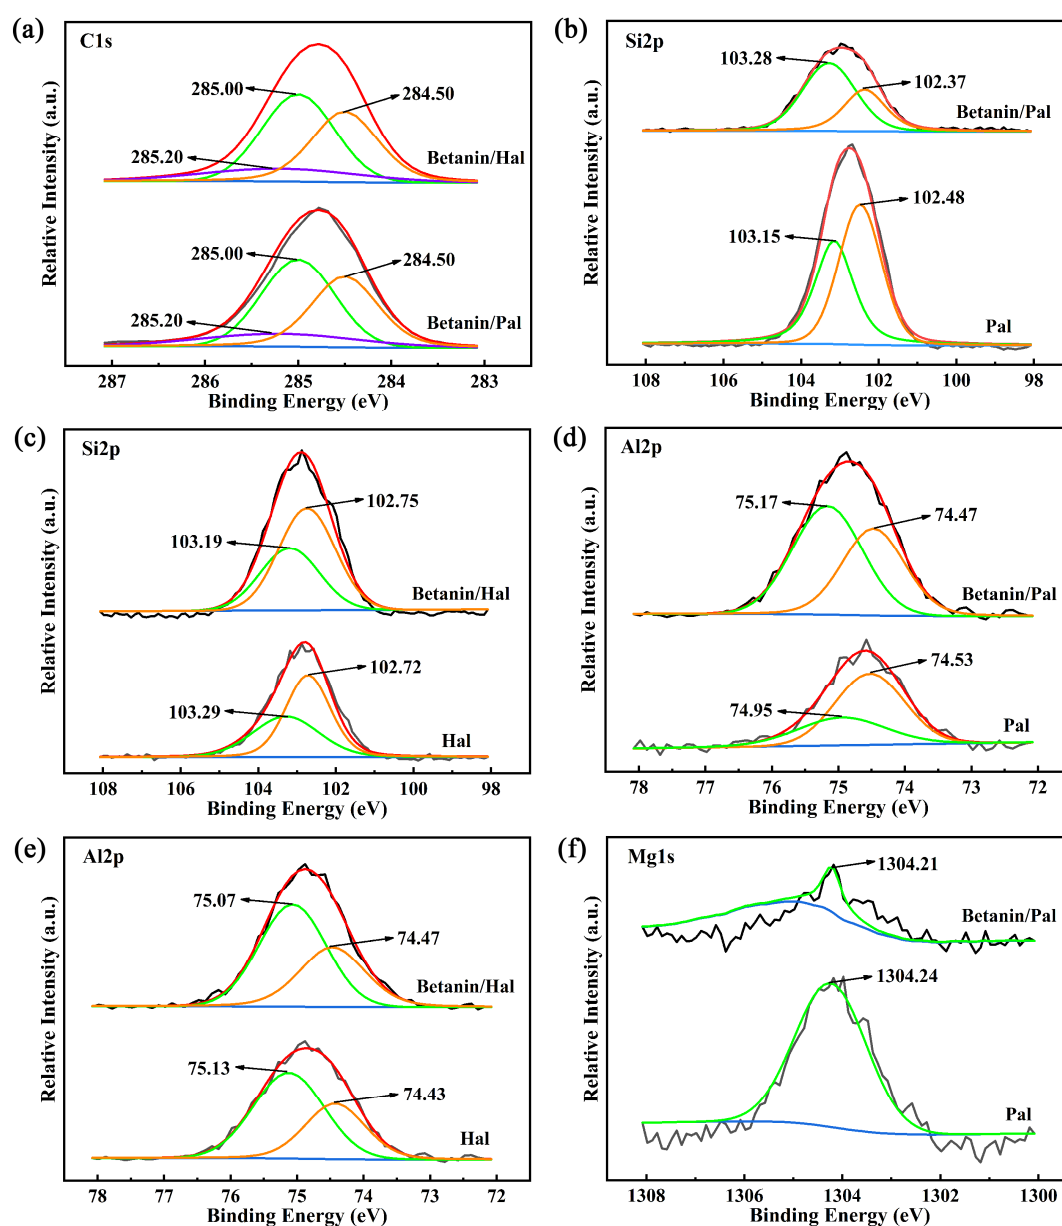 (a)
C1s
285.00
284.50
285.20
Betanin/Hal
285.00
284.50
285.20
Betanin/Pal
287 286 285 284 283
Binding Energy (eV)
Relative Intensity (a.u.)
(b)
Si2p
103.28
102.37
Betanin/Pal
102.48
103.15
Pal
108 106 104 102 100 98
Binding Energy (eV)
Relative Intensity (a.u.)
(c)
Si2p
102.75
103.19
Betanin/Hal
102.72
103.29
Hal
108 106 104 102 100 98
Binding Energy (eV)
Relative Intensity (a.u.)
(d)
Al2p
75.17
74.47
Betanin/Pal
74.53
74.95
Pal
78 77 76 75 74 73 72
Binding Energy (eV)
Relative Intensity (a.u.)
(e)
Al2p
75.07
74.47
Betanin/Hal
75.13
74.43
Hal
78 77 76 75 74 73 72
Binding Energy (eV)
Relative Intensity (a.u.)
(f)
Mg1s
1304.21
Betanin/Pal
1304.24
Pal
1308 1306 1304 1302 1300
Binding Energy (eV)
Relative Intensity (a.u.)